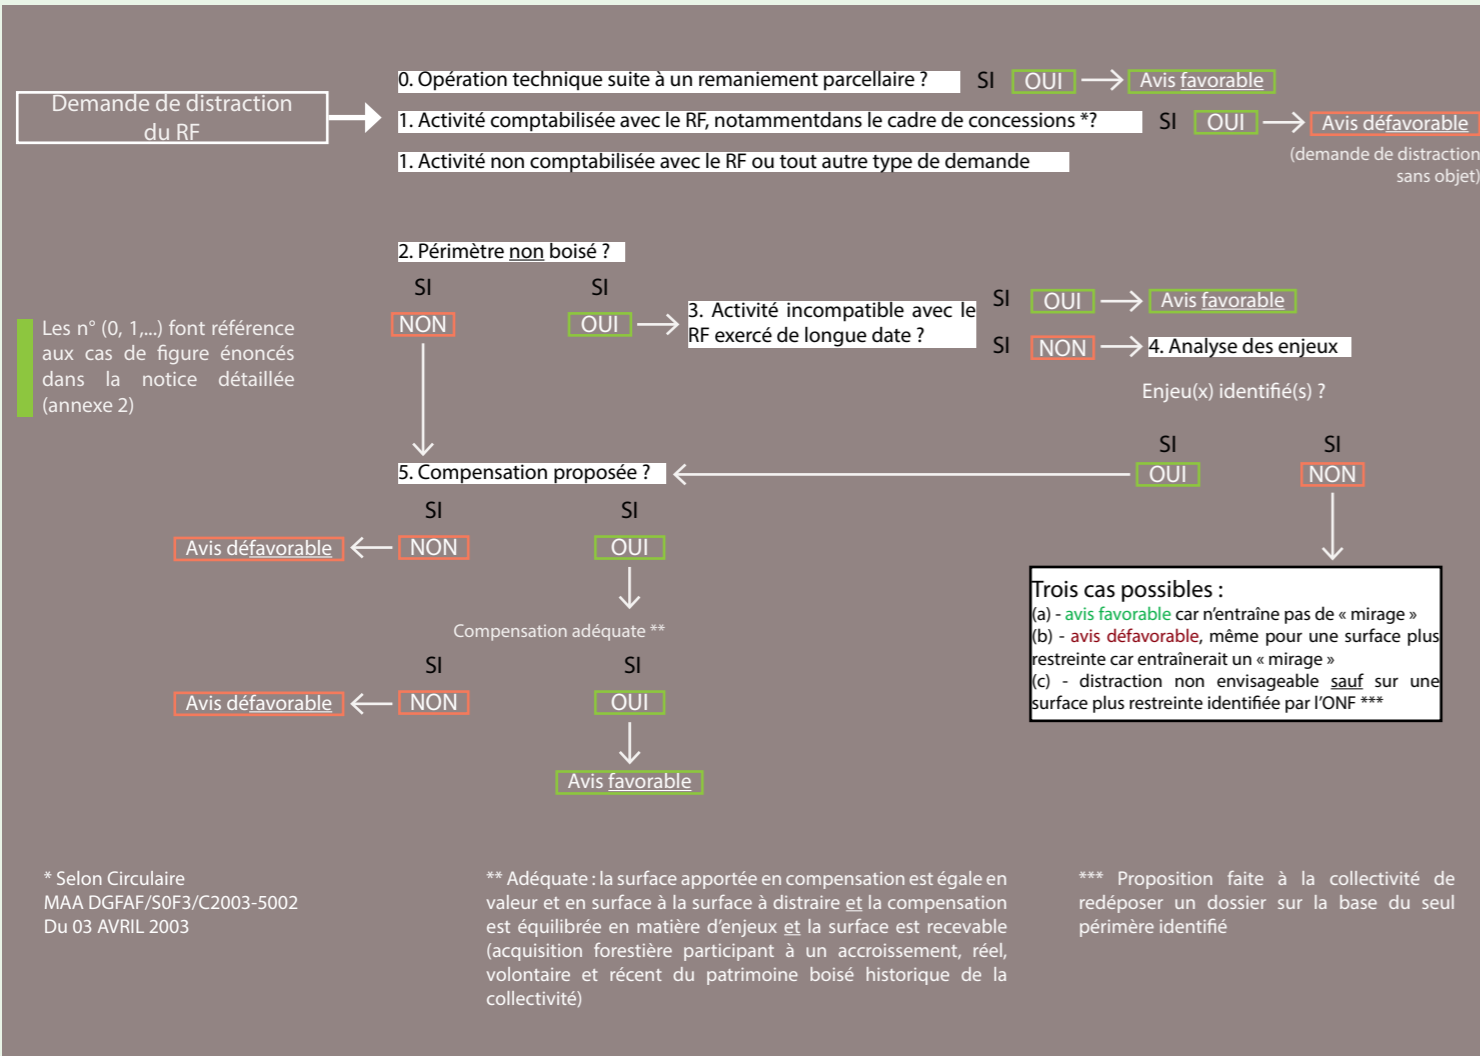 Demande de distraction
du RF
0. Opération technique suite à un remaniement parcellaire ?
SI
OUI
Avis favorable
1. Activité comptabilisée avec le RF, notammentdans le cadre de concessions *?
SI
OUI
Avis défavorable
(demande de distraction
sans objet)
1. Activité non comptabilisée avec le RF ou tout autre type de demande
2. Périmètre non boisé ?
SI
SI
NON
OUI
3. Activité incompatible avec le
RF exercé de longue date ?
SI
OUI
Avis favorable
SI
NON
4. Analyse des enjeux
Les n° (0, 1,...) font référence
aux cas de figure énoncés
dans la notice détaillée
(annexe 2)
Enjeu(x) identifié(s) ?
SI
SI
OUI
NON
5. Compensation proposée ?
SI
SI
Avis défavorable
NON
OUI
Compensation adéquate **
SI
SI
Avis défavorable
NON
OUI
Avis favorable
Trois cas possibles :
(a) - avis favorable car n'entraîne pas de « mirage »
(b) - avis défavorable, même pour une surface plus
restreinte car entraînerait un « mirage »
(c) - distraction non envisageable sauf sur une
surface plus restreinte identifiée par l'ONF ***
* Selon Circulaire
MAA DGFAF/S0F3/C2003-5002
Du 03 AVRIL 2003
** Adéquate : la surface apportée en compensation est égale en
valeur et en surface à la surface à distraire et la compensation
est équilibrée en matière d'enjeux et la surface est recevable
(acquisition forestière participant à un accroissement, réel,
volontaire et récent du patrimoine boisé historique de la
collectivité)
*** Proposition faite à la collectivité de
redéposer un dossier sur la base du seul
périmère identifié